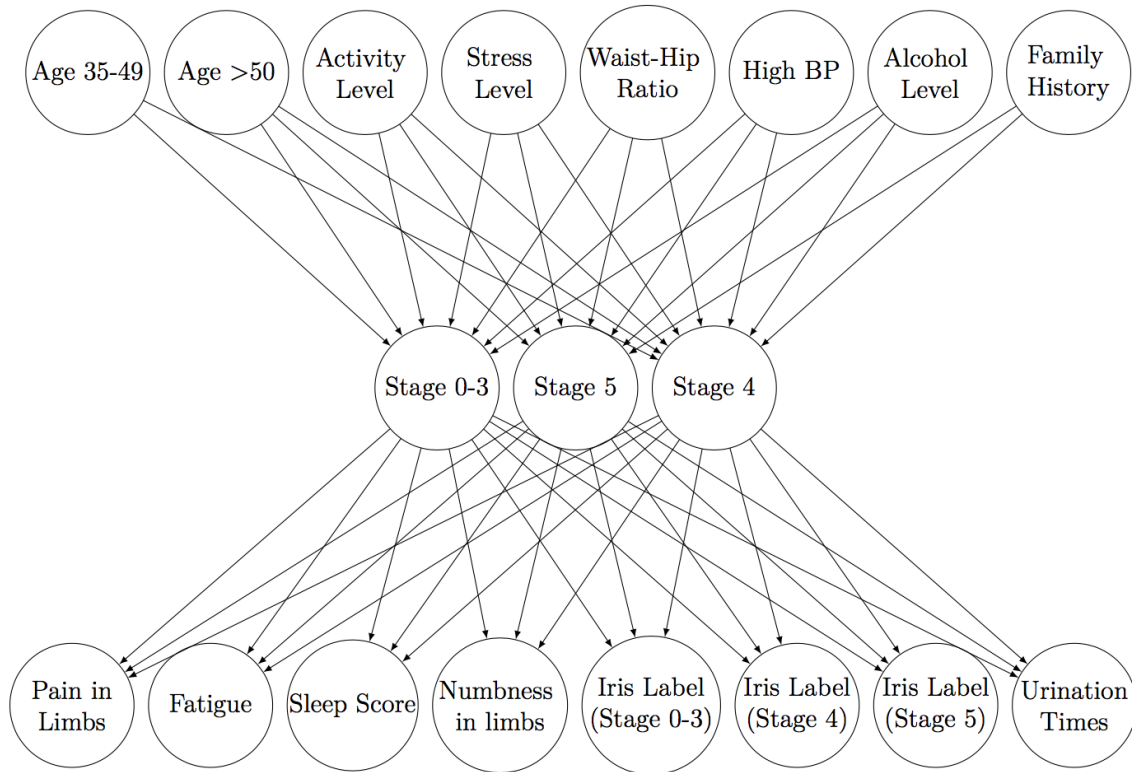 Age 35-49
Age >50
Activity
Level
Stress
Level
Waist-Hip
Ratio
High BP
Alcohol
Level
Family
History
Stage 0-3
Stage 5
Stage 4
Pain in
Limbs
Fatigue
Sleep Score
Numbness
in limbs
Iris Label
(Stage 0-3)
Iris Label
(Stage 4)
Iris Label
(Stage 5)
Urination
Times